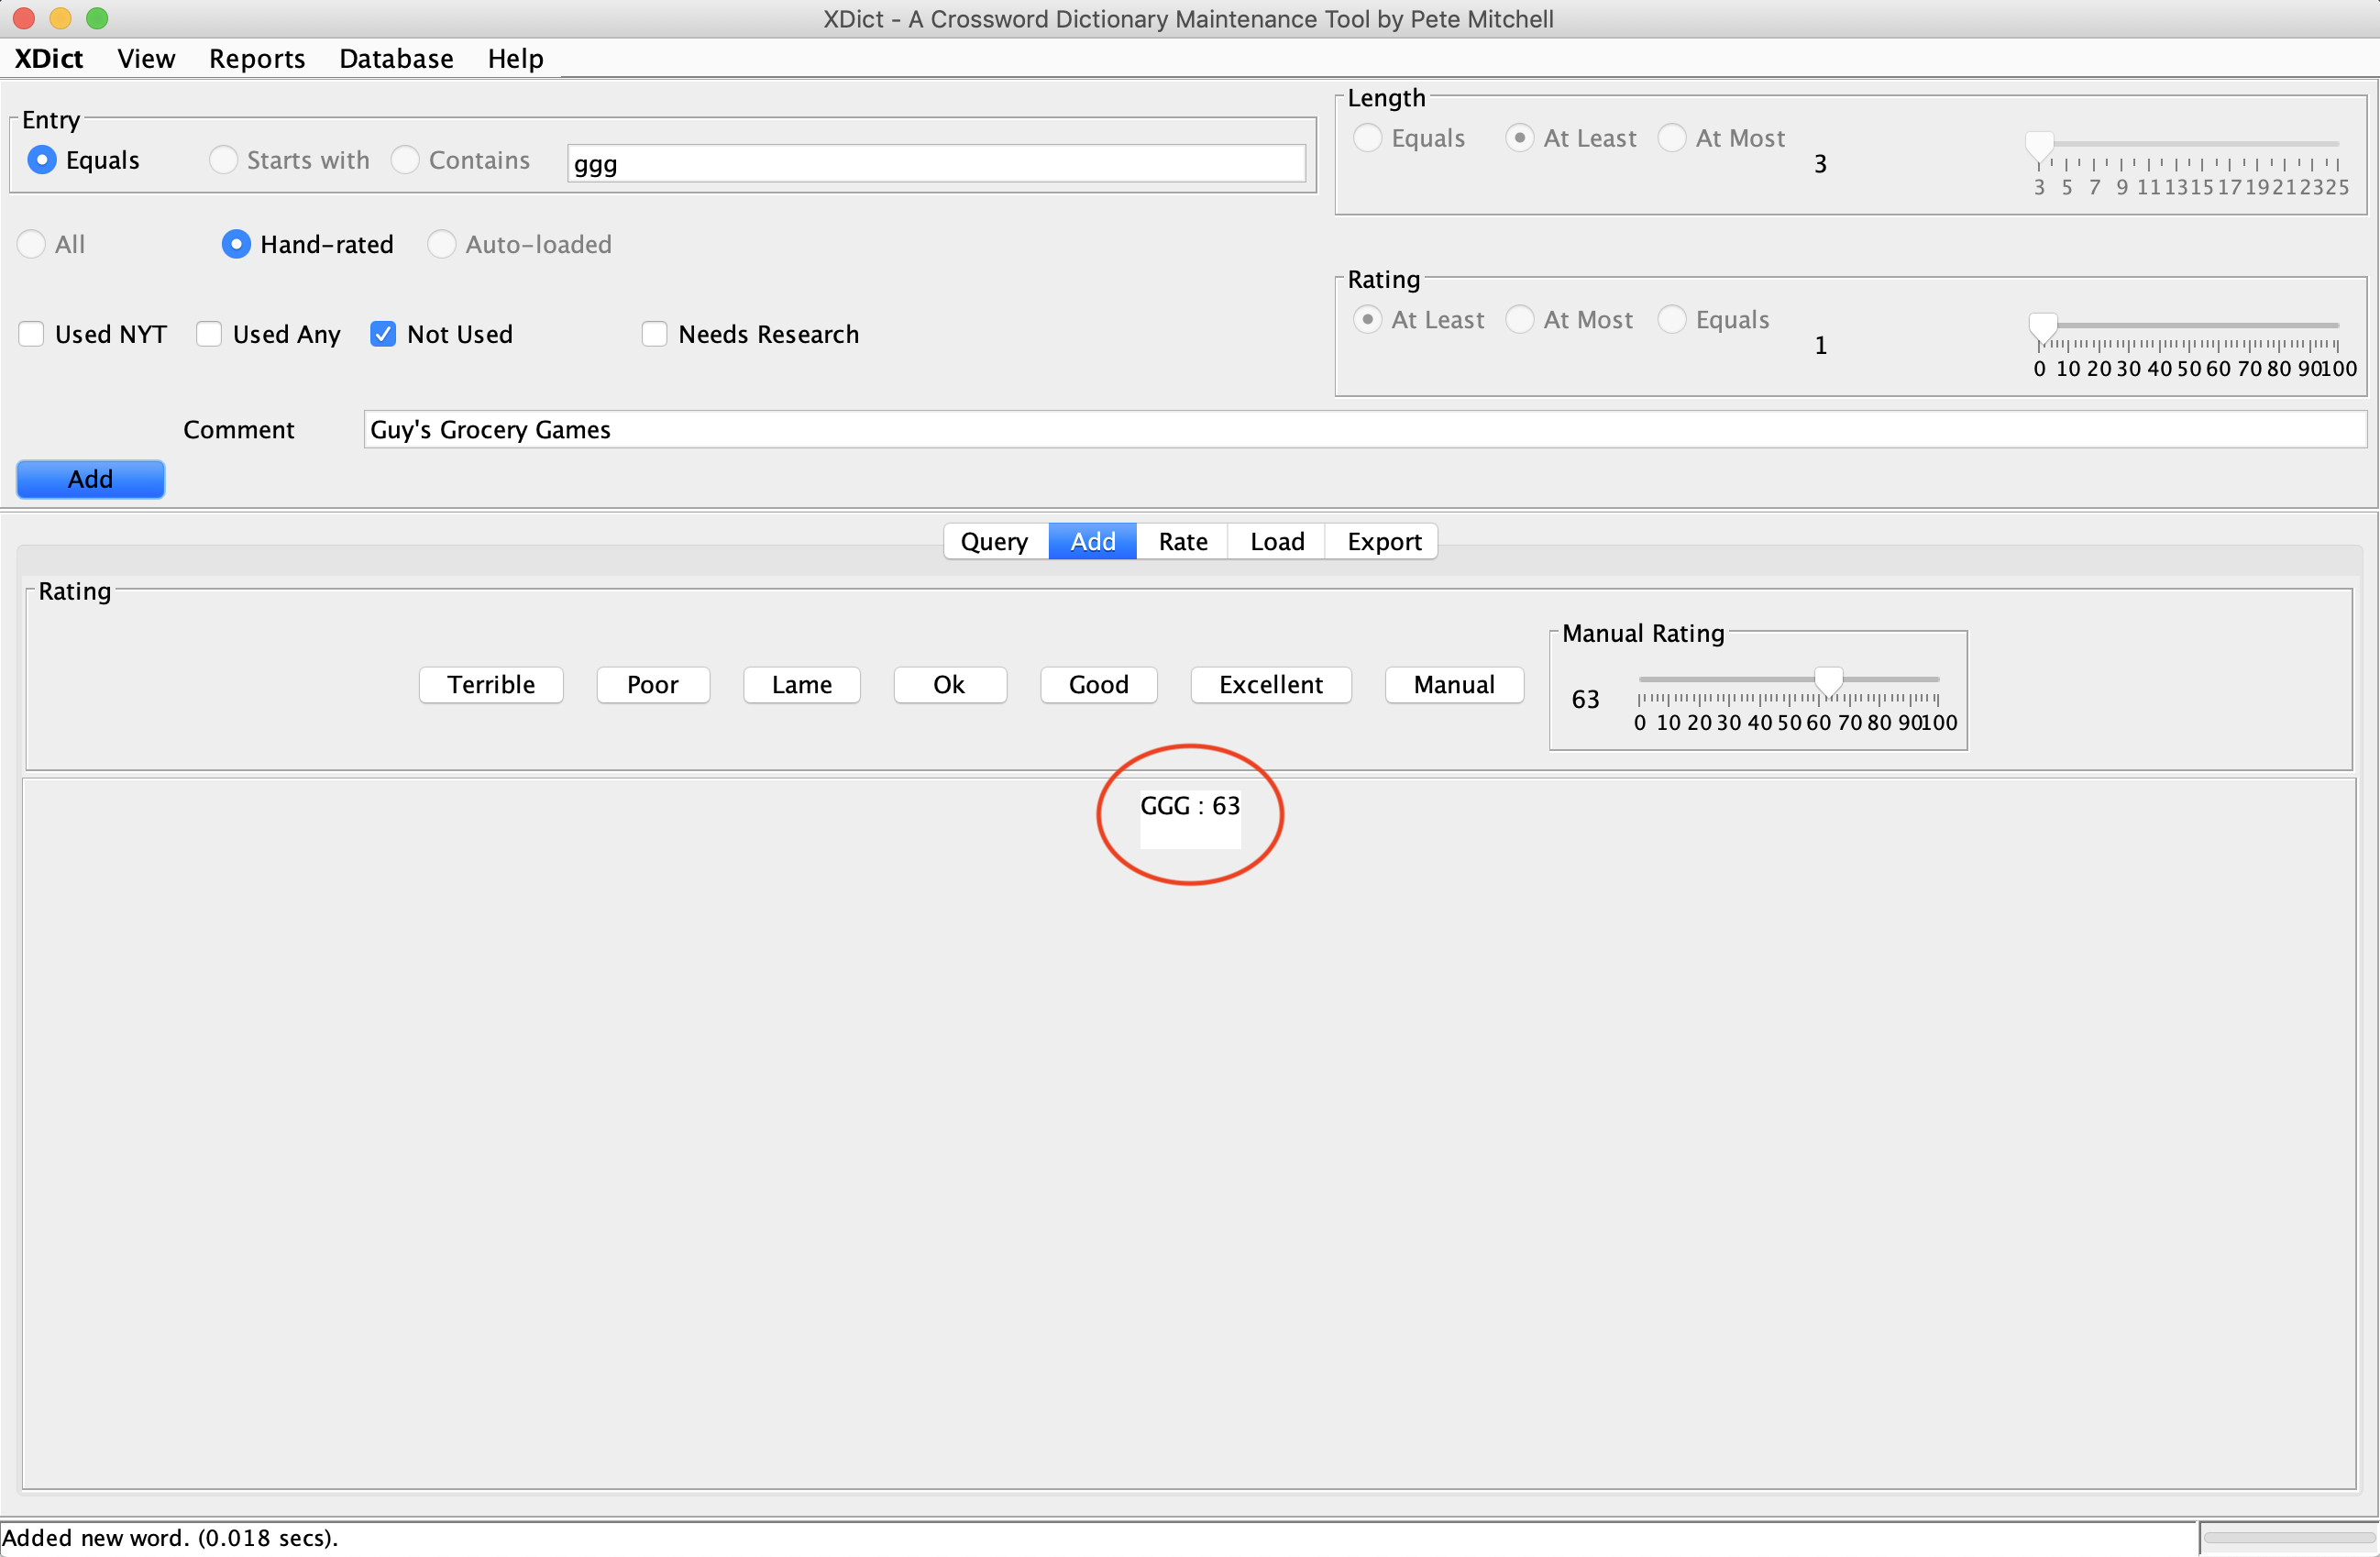 XDict - A Crossword Dictionary Maintenance Tool by Pete Mitchell
XDict View Reports Database Help
Entry
Equals Starts with Contains ggg
Length
Equals At Least At Most 3
3 5 7 9 11 13 15 17 19 21 23 25
All Hand-rated Auto-loaded
Rating
At Least At Most Equals 1
0 10 20 30 40 50 60 70 80 90 100
Used NYT Used Any Not Used Needs Research
Comment Guy's Grocery Games
Add
Query Add Rate Load Export
Rating
Terrible Poor Lame Ok Good Excellent Manual
Manual Rating
63
0 10 20 30 40 50 60 70 80 90 100
GGG : 63
Added new word. (0.018 secs).